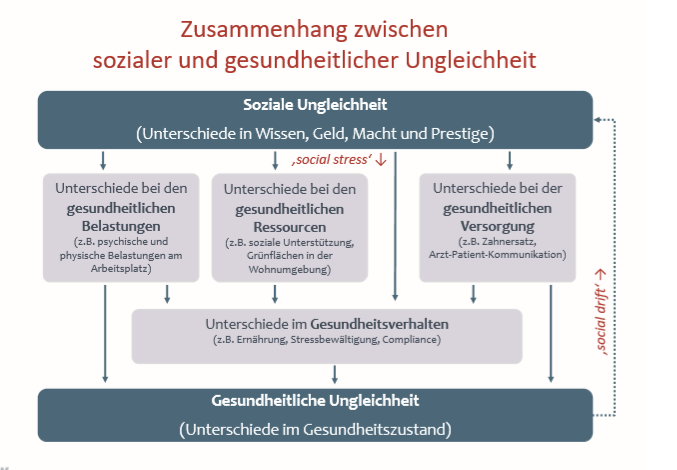 Zusammenhang zwischen
sozialer und gesundheitlicher Ungleichheit
Soziale Ungleichheit
(Unterschiede in Wissen, Geld, Macht und Prestige)
‚social stress‘
Unterschiede bei den
gesundheitlichen
Belastungen
(z.B. psychische und
physische Belastungen am
Arbeitsplatz)
Unterschiede bei den
gesundheitlichen
Ressourcen
(z.B. soziale Unterstützung,
Grünflächen in der
Wohnumgebung)
Unterschiede bei der
gesundheitlichen
Versorgung
(z.B. Zahnersatz,
Arzt-Patient-Kommunikation)
Unterschiede im Gesundheitsverhalten
(z.B. Ernährung, Stressbewältigung, Compliance)
‚social drift‘
Gesundheitliche Ungleichheit
(Unterschiede im Gesundheitszustand)